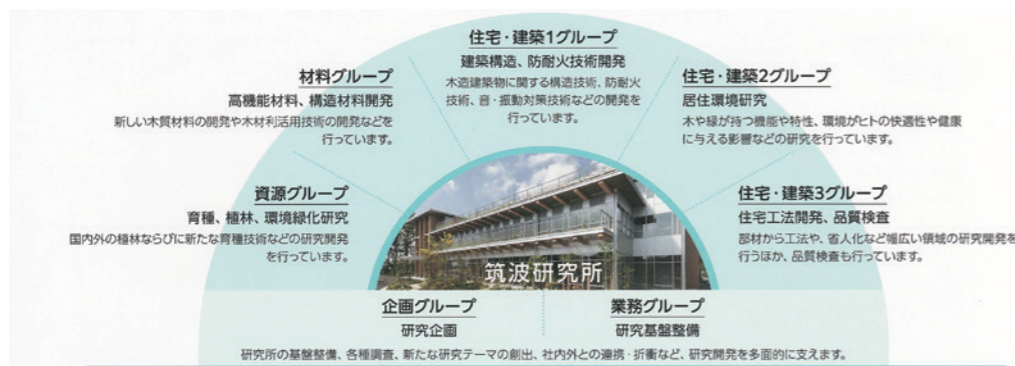 住宅・建築1グループ
建築構造、防耐火技術開発
木造建築物に関する構造技術、防耐火
技術、音・振動対策技術などの開発を
行っています。
材料グループ
高機能材料、構造材料開発
新しい木質材料の開発や木材利活用技術の開発などを
行っています。
住宅・建築2グループ
居住環境研究
木や緑が持つ機能や特性、環境がヒトの快適性や健康
に与える影響などの研究を行っています。
資源グループ
育種、植林、環境緑化研究
国内外の植林ならびに新たな育種技術などの研究開発
を行っています。
住宅・建築3グループ
住宅工法開発、品質検査
部材から工法や、省人化など幅広い領域の研究開発を
行うほか、品質検査も行っています。
筑波研究所
企画グループ
研究企画
業務グループ
研究基盤整備
研究所の基盤整備、各種調査、新たな研究テーマの創出、社内外との連携・折衝など、研究開発を多面的に支えます。